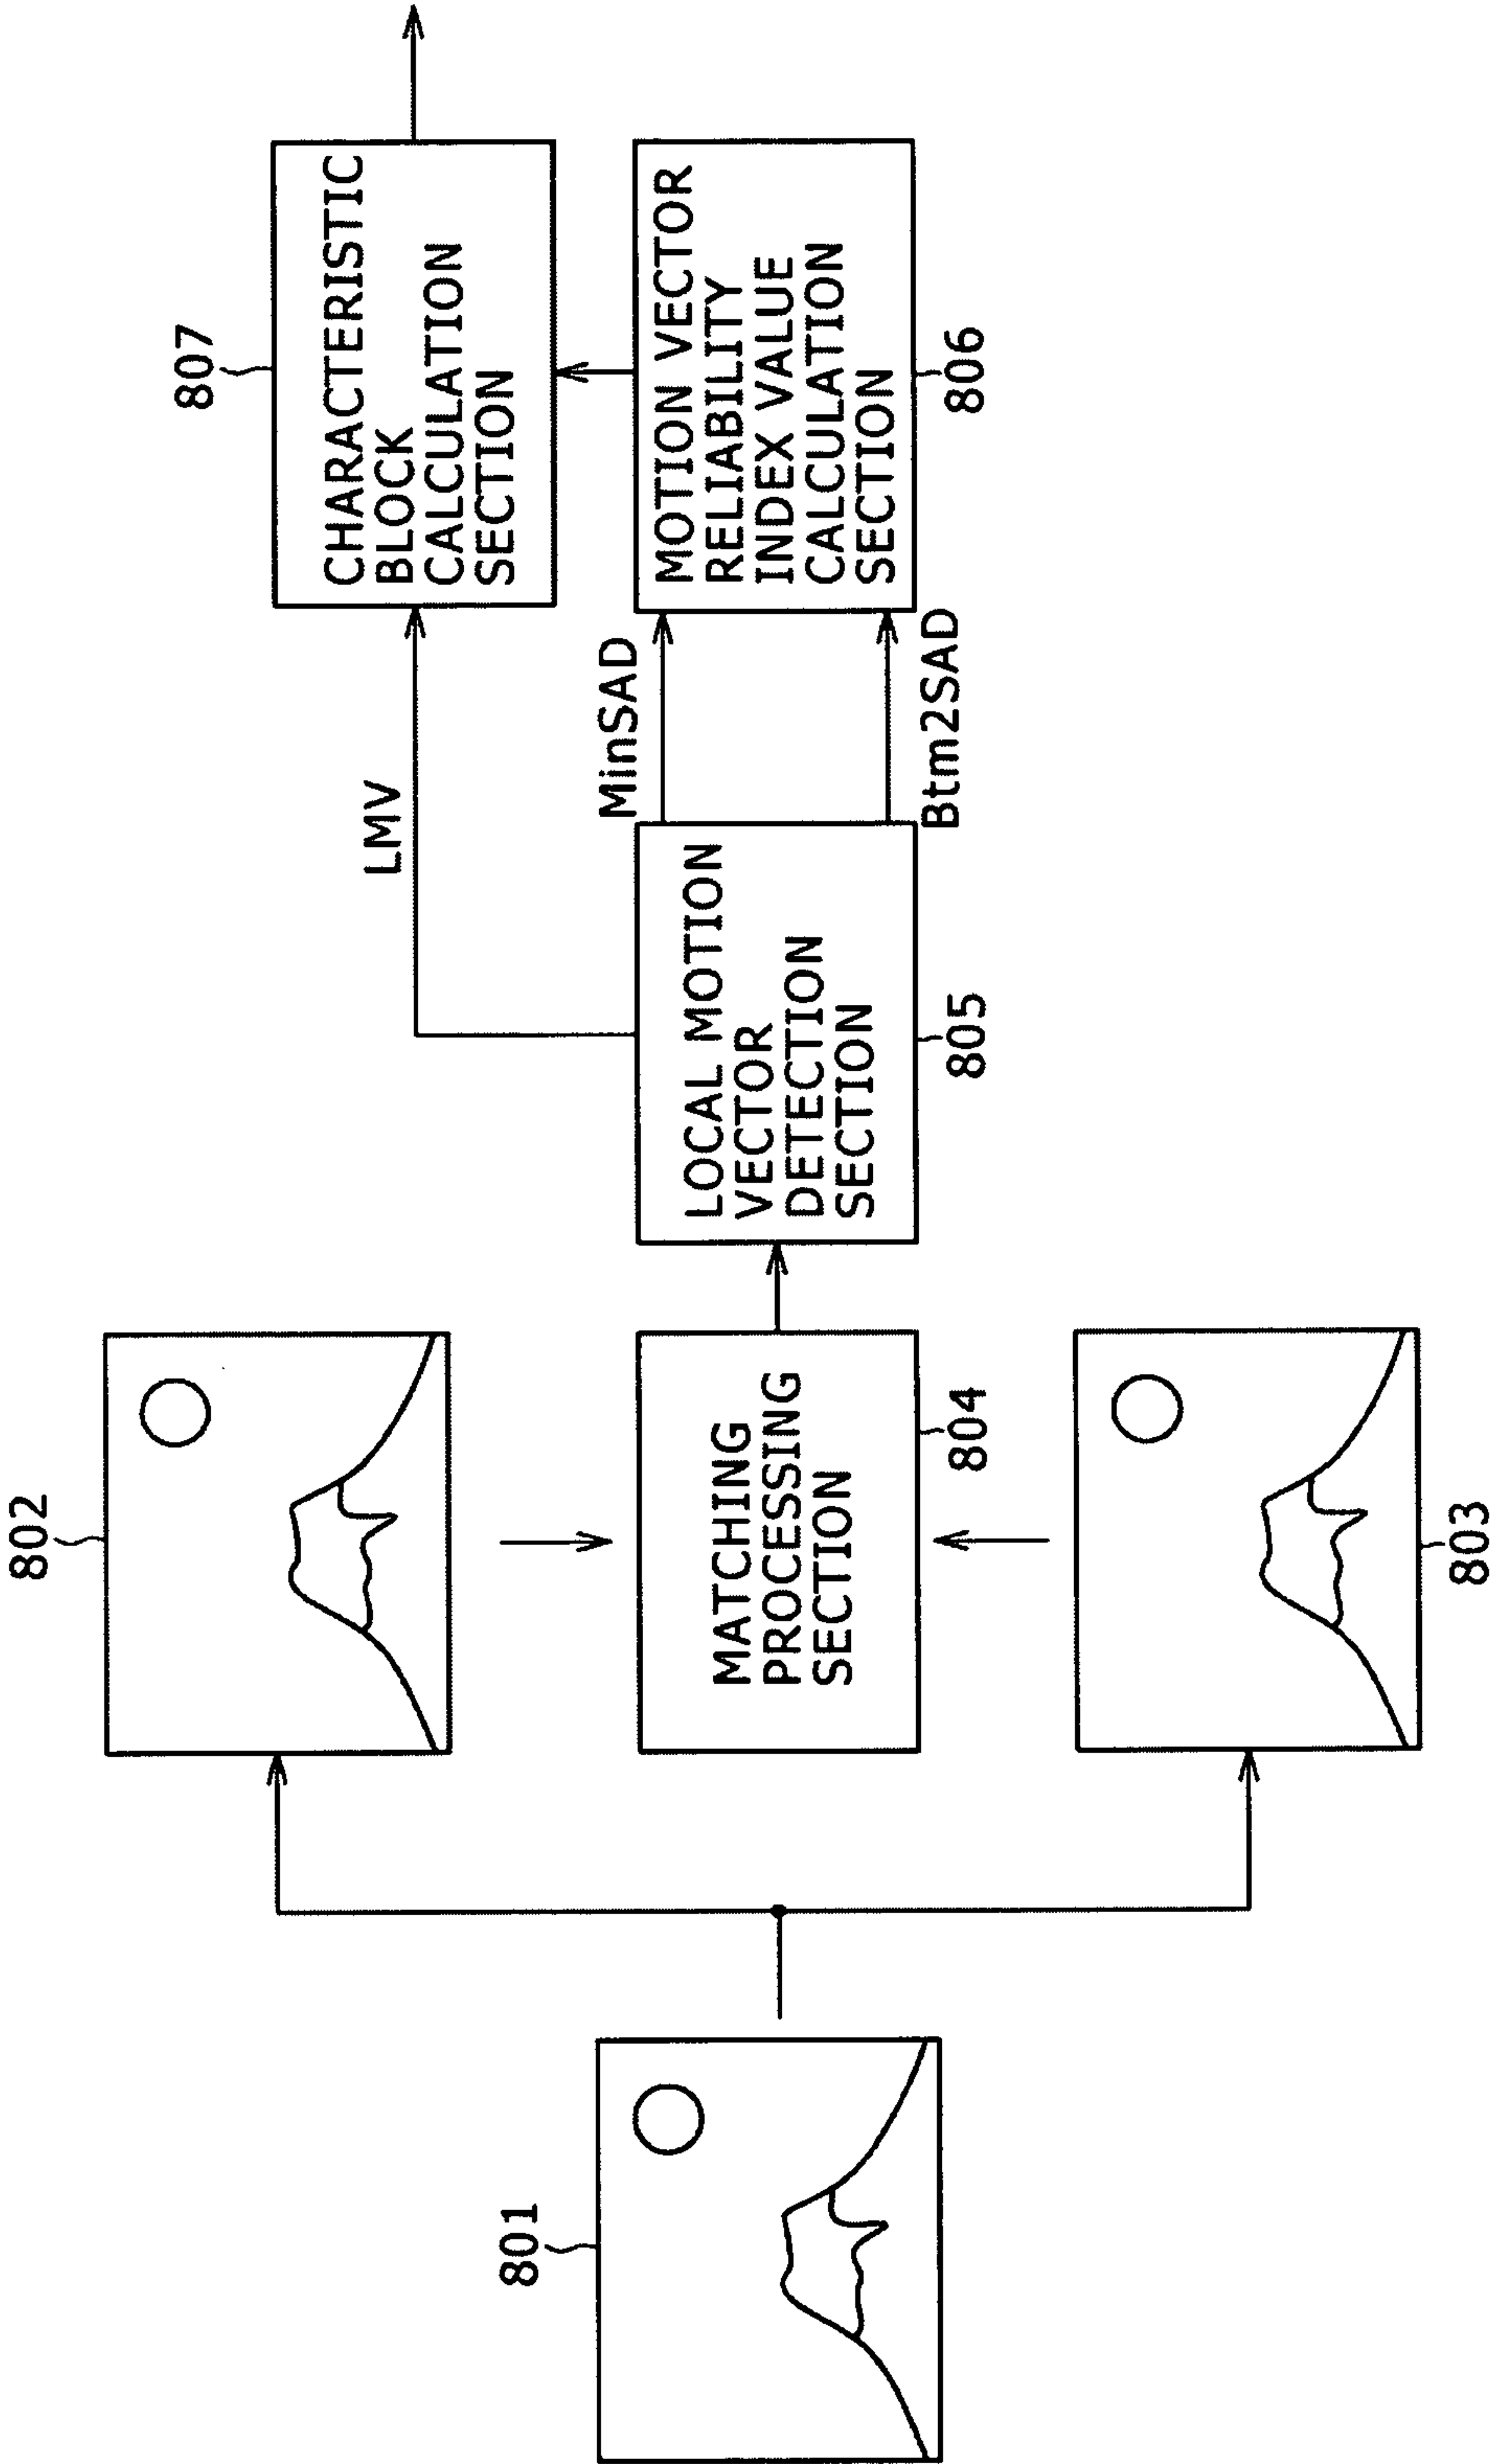 802
807
CHARACTERISTIC
BLOCK
CALCULATION
SECTION
LMV
801
MATCHING
PROCESSING
SECTION
804
LOCAL MOTION
VECTOR
DETECTION
SECTION
805
MinSAD
Btm2SAD
MOTION VECTOR
RELIABILITY
INDEX VALUE
CALCULATION
SECTION
806
803